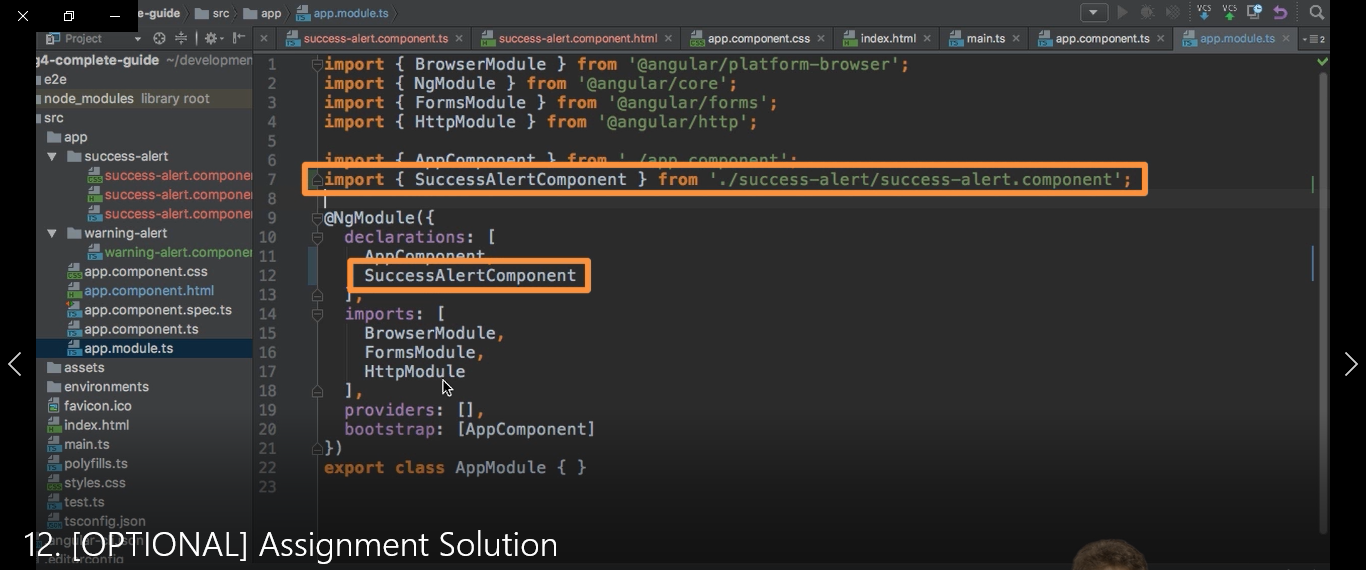 e-guide src app app.module.ts
Project
success-alert.component.ts success-alert.component.html app.component.css index.html main.ts app.component.ts app.module.ts
VCS VCS
2
g4-complete-guide ~/developmen
e2e
node_modules library root
src
app
success-alert
success-alert.componen
success-alert.componen
success-alert.componen
warning-alert
warning-alert.componen
app.component.css
app.component.html
app.component.spec.ts
app.component.ts
app.module.ts
assets
environments
favicon.ico
index.html
main.ts
polyfills.ts
styles.css
test.ts
tsconfig.json
.editorconfig
1 import { BrowserModule } from '@angular/platform-browser';
2 import { NgModule } from '@angular/core';
3 import { FormsModule } from '@angular/forms';
4 import { HttpModule } from '@angular/http';
5
6 import { AppComponent } from './app.component';
7 import { SuccessAlertComponent } from './success-alert/success-alert.component';
8
9 @NgModule({
10 declarations: [
11 AppComponent,
12 SuccessAlertComponent
13 ],
14 imports: [
15 BrowserModule,
16 FormsModule,
17 HttpModule
18 ],
19 providers: [],
20 bootstrap: [AppComponent]
21 })
22 export class AppModule { }
23
12. [OPTIONAL] Assignment Solution